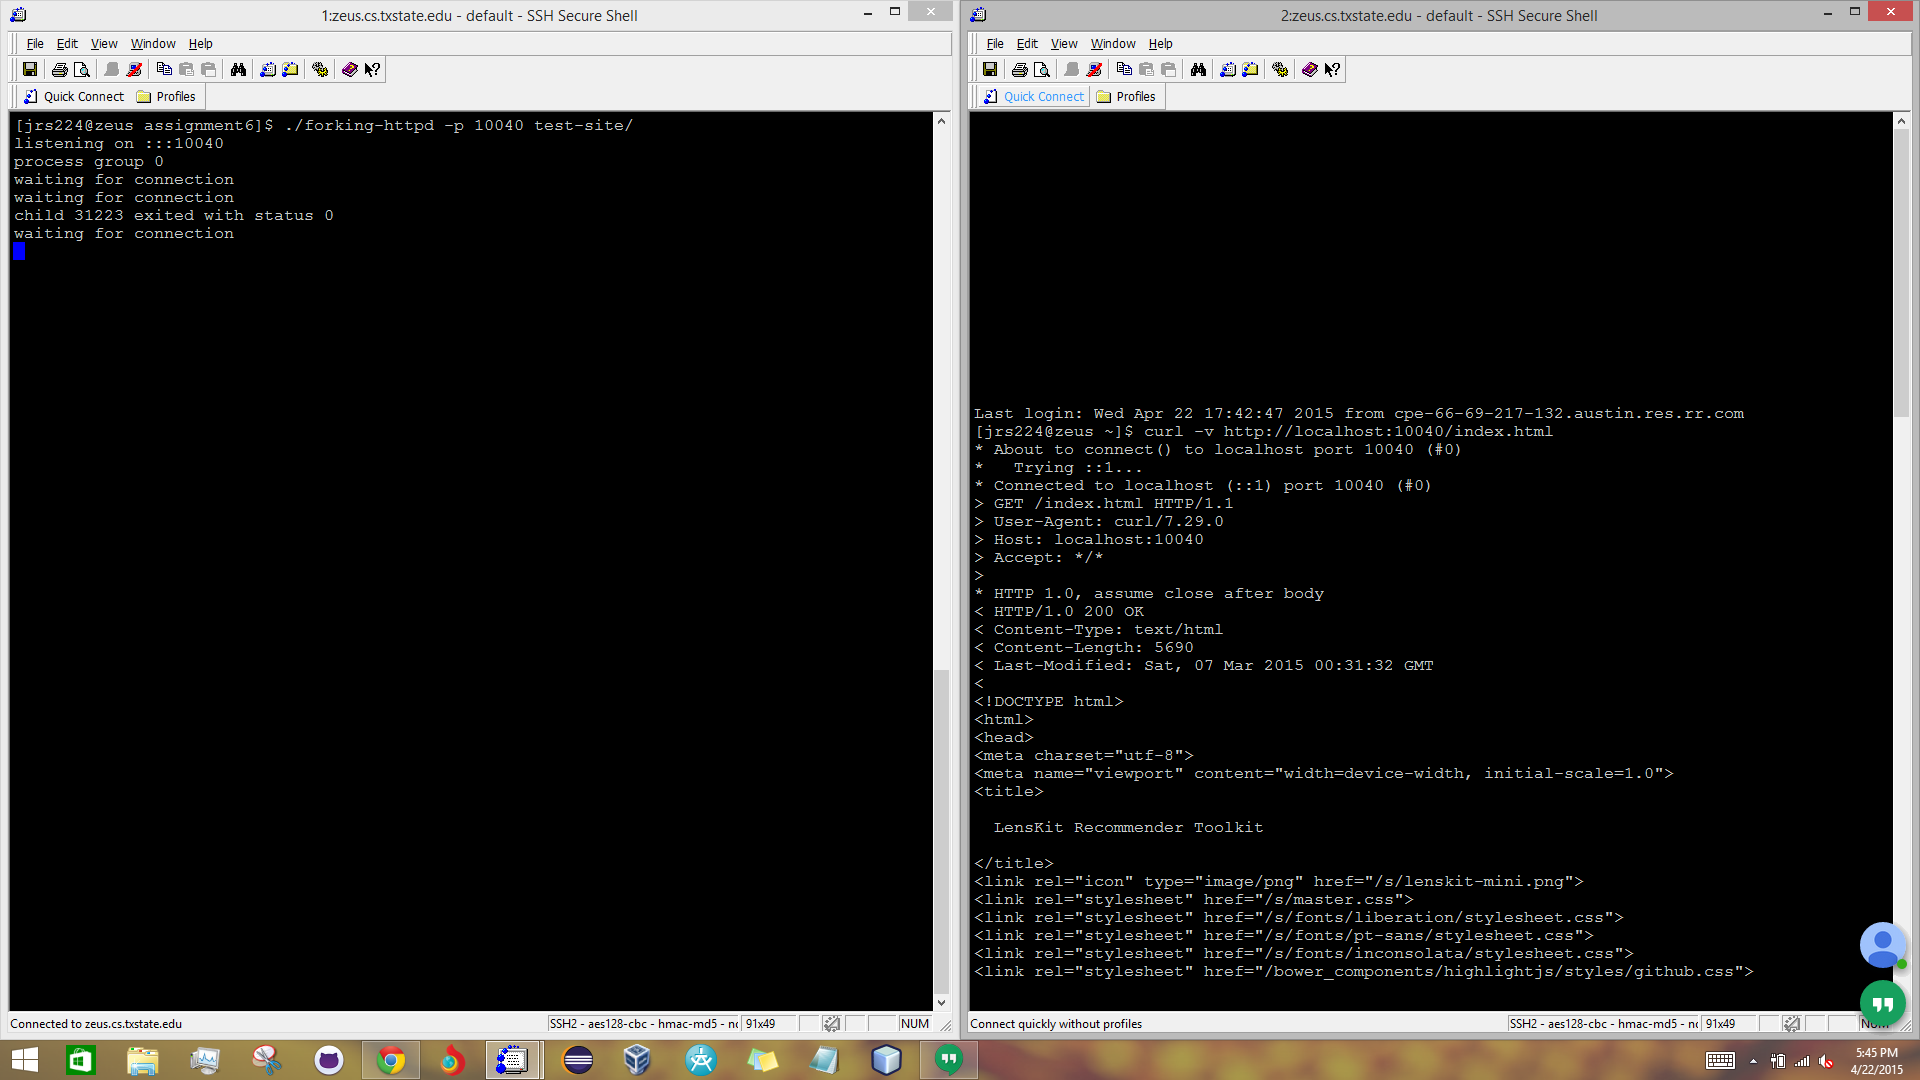 1:zeus.cs.txstate.edu - default - SSH Secure Shell
File Edit View Window Help
Quick Connect Profiles
[jrs224@zeus assignment6]$ ./forking-httpd -p 10040 test-site/
listening on :::10040
process group 0
waiting for connection
waiting for connection
child 31223 exited with status 0
waiting for connection
Connected to zeus.cs.txstate.edu
SSH2 - aes128-cbc - hmac-md5 - nc 91x49 NUM
2:zeus.cs.txstate.edu - default - SSH Secure Shell
File Edit View Window Help
Quick Connect Profiles
Last login: Wed Apr 22 17:42:47 2015 from cpe-66-69-217-132.austin.res.rr.com
[jrs224@zeus ~]$ curl -v http://localhost:10040/index.html
* About to connect() to localhost port 10040 (#0)
*   Trying ::1...
* Connected to localhost (::1) port 10040 (#0)
> GET /index.html HTTP/1.1
> User-Agent: curl/7.29.0
> Host: localhost:10040
> Accept: */*
>
* HTTP 1.0, assume close after body
< HTTP/1.0 200 OK
< Content-Type: text/html
< Content-Length: 5690
< Last-Modified: Sat, 07 Mar 2015 00:31:32 GMT
<
<!DOCTYPE html>
<html>
<head>
<meta charset="utf-8">
<meta name="viewport" content="width=device-width, initial-scale=1.0">
<title>
LensKit Recommender Toolkit
</title>
<link rel="icon" type="image/png" href="/s/lenskit-mini.png">
<link rel="stylesheet" href="/s/master.css">
<link rel="stylesheet" href="/s/fonts/liberation/stylesheet.css">
<link rel="stylesheet" href="/s/fonts/pt-sans/stylesheet.css">
<link rel="stylesheet" href="/s/fonts/inconsolata/stylesheet.css">
<link rel="stylesheet" href="/bower_components/highlightjs/styles/github.css">
Connect quickly without profiles
SSH2 - aes128-cbc - hmac-md5 - nc 91x49
5:45 PM
4/22/2015